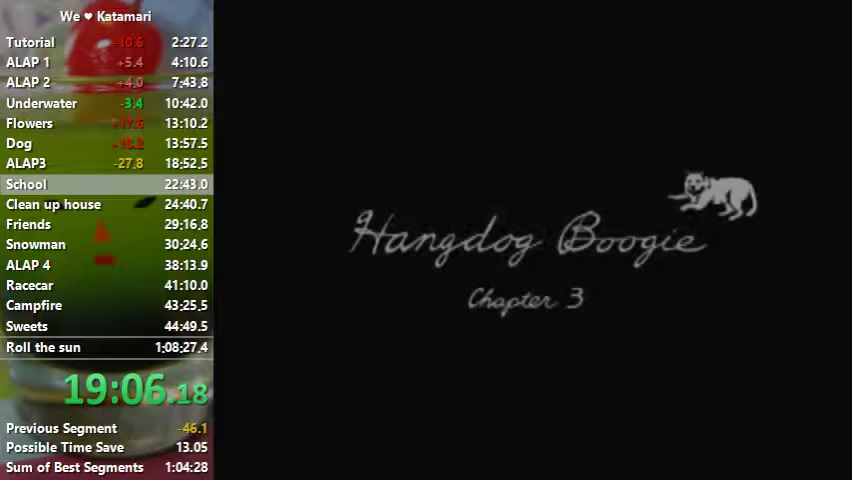 We ♥ Katamari
Tutorial -10.6 2:27.2
ALAP 1 +5.4 4:10.6
ALAP 2 +4.0 7:43.8
Underwater -3.4 10:42.0
Flowers +17.6 13:10.2
Dog +18.2 13:57.5
ALAP3 -27.8 18:52.5
School 22:43.0
Clean up house 24:40.7
Friends 29:16.8
Snowman 30:24.6
ALAP 4 38:13.9
Racecar 41:10.0
Campfire 43:25.5
Sweets 44:49.5
Roll the sun 1:08:27.4
19:06.18
Previous Segment -46.1
Possible Time Save 13.05
Sum of Best Segments 1:04:28
Hangdog Boogie
Chapter 3